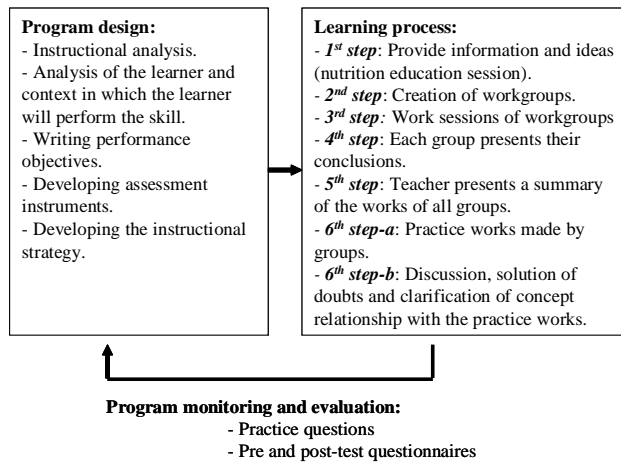 Program design:
- Instructional analysis.
- Analysis of the learner and
context in which the learner
will perform the skill.
- Writing performance
objectives.
- Developing assessment
instruments.
- Developing the instructional
strategy.
Learning process:
- 1st step: Provide information and ideas
(nutrition education session).
- 2nd step: Creation of workgroups.
- 3rd step: Work sessions of workgroups
- 4th step: Each group presents their
conclusions.
- 5th step: Teacher presents a summary
of the works of all groups.
- 6th step-a: Practice works made by
groups.
- 6th step-b: Discussion, solution of
doubts and clarification of concept
relationship with the practice works.
Program monitoring and evaluation:
- Practice questions
- Pre and post-test questionnaires